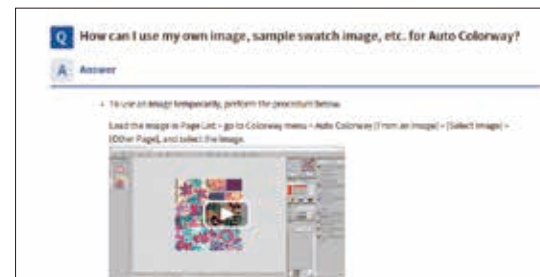 Q How can I use my own image, sample swatch image, etc. for Auto Colorway?
A Answer
To use an image temporarily, perform the procedure below.
Load the image in Page List > go to Colorway menu > Auto Colorway [From an image] > [Select Image] >
[Other Page], and select the image.